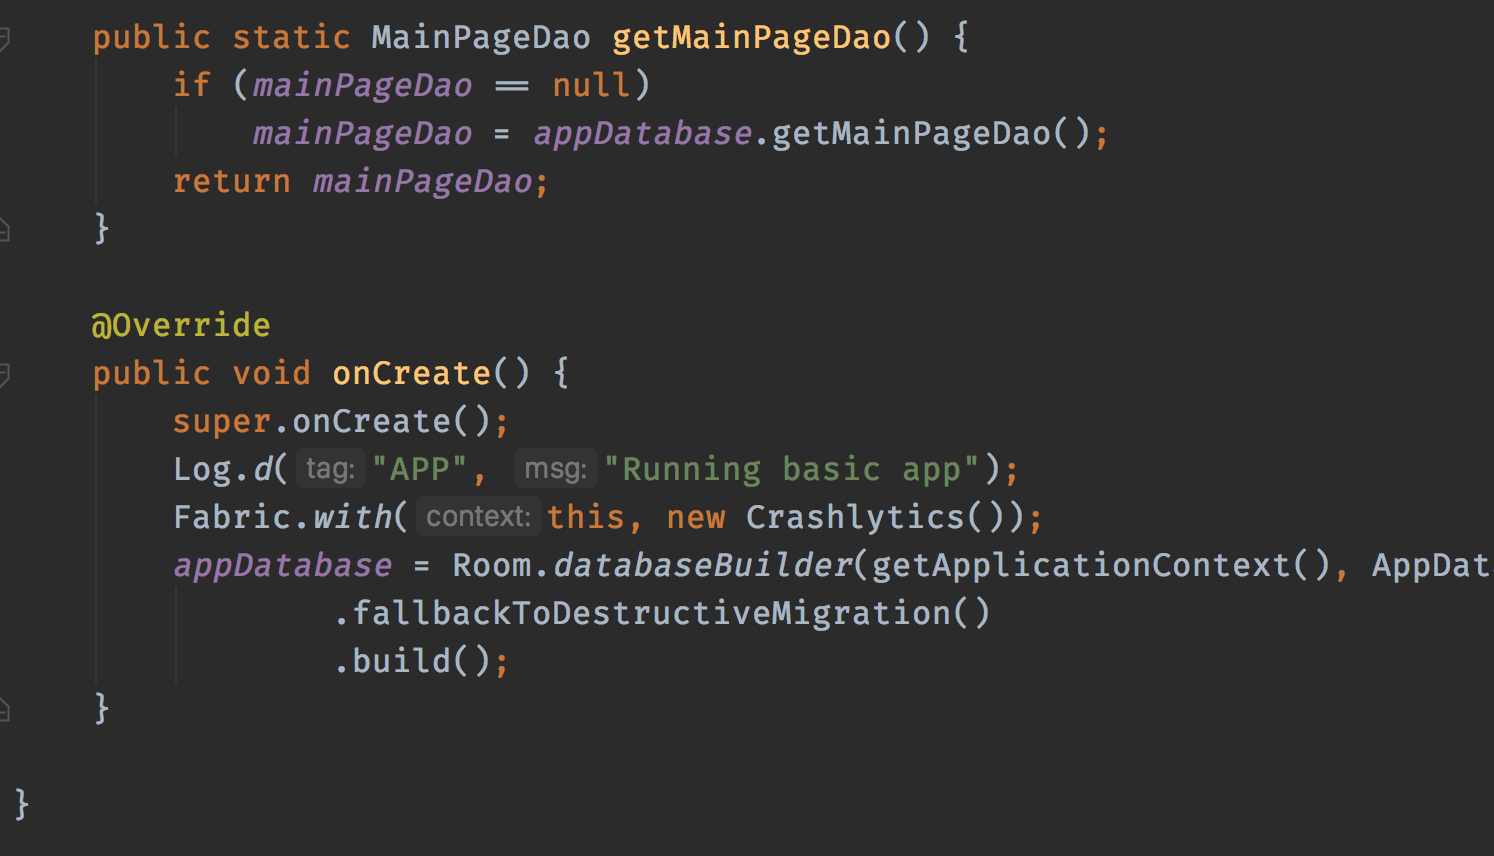 public static MainPageDao getMainPageDao() {
if (mainPageDao == null)
mainPageDao = appDatabase.getMainPageDao();
return mainPageDao;
}
@Override
public void onCreate() {
super.onCreate();
Log.d( tag: "APP", msg: "Running basic app");
Fabric.with( context: this, new Crashlytics());
appDatabase = Room.databaseBuilder(getApplicationContext(), AppDat
.fallbackToDestructiveMigration()
.build();
}
}